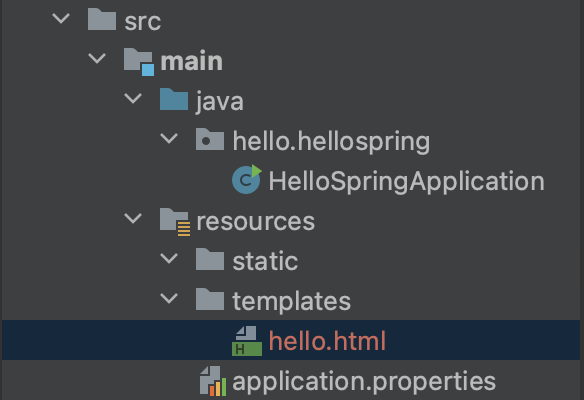 src
main
java
hello.hellospring
HelloSpringApplication
resources
static
templates
hello.html
application.properties